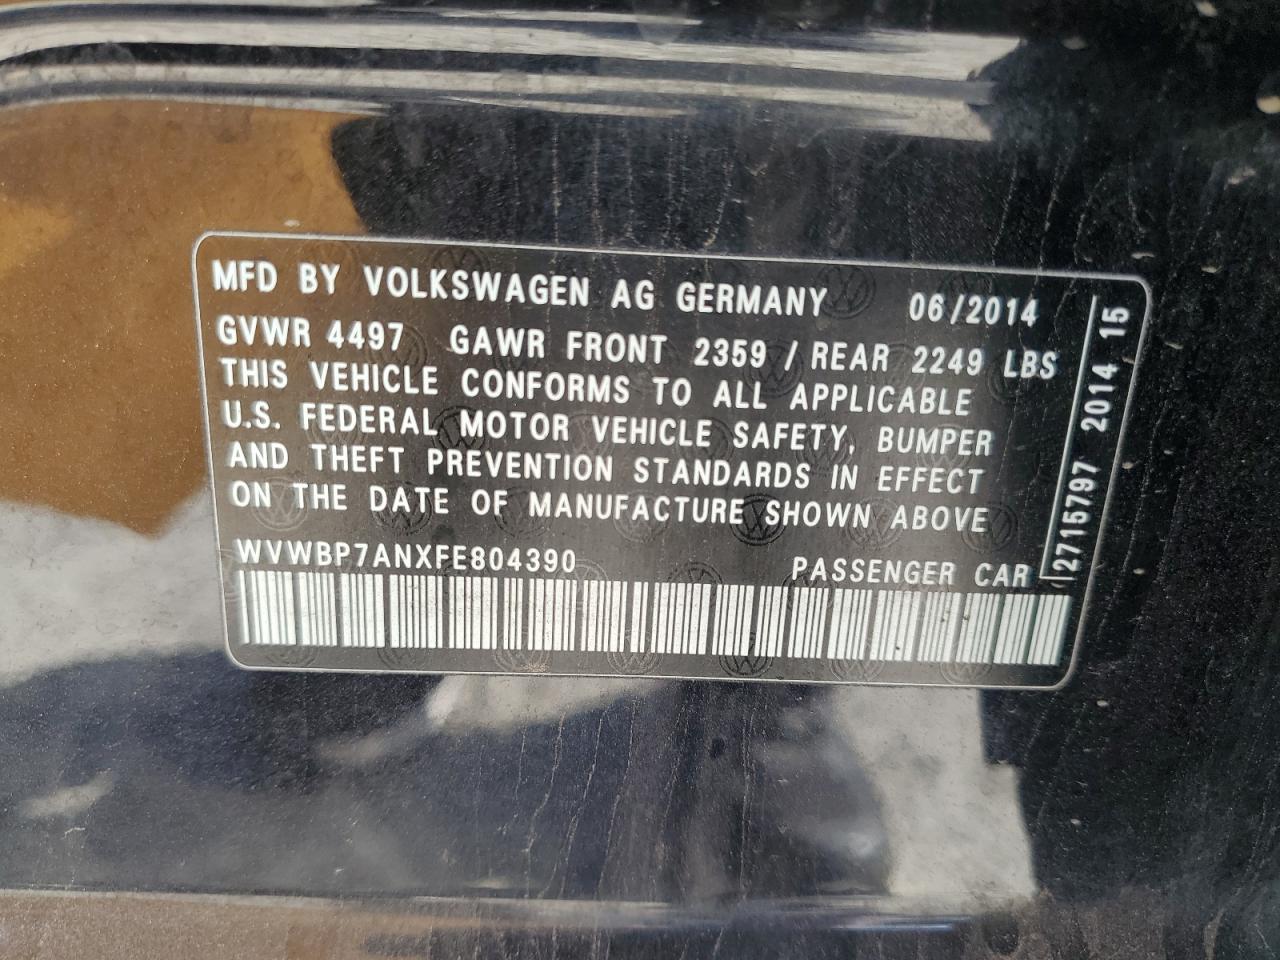 MFD BY VOLKSWAGEN AG GERMANY 06/2014
GVWR 4497 GAWR FRONT 2359 / REAR 2249 LBS
THIS VEHICLE CONFORMS TO ALL APPLICABLE
U.S. FEDERAL MOTOR VEHICLE SAFETY, BUMPER
AND THEFT PREVENTION STANDARDS IN EFFECT
ON THE DATE OF MANUFACTURE SHOWN ABOVE
WVWBP7ANXFE804390 PASSENGER CAR
2715797 2014 15